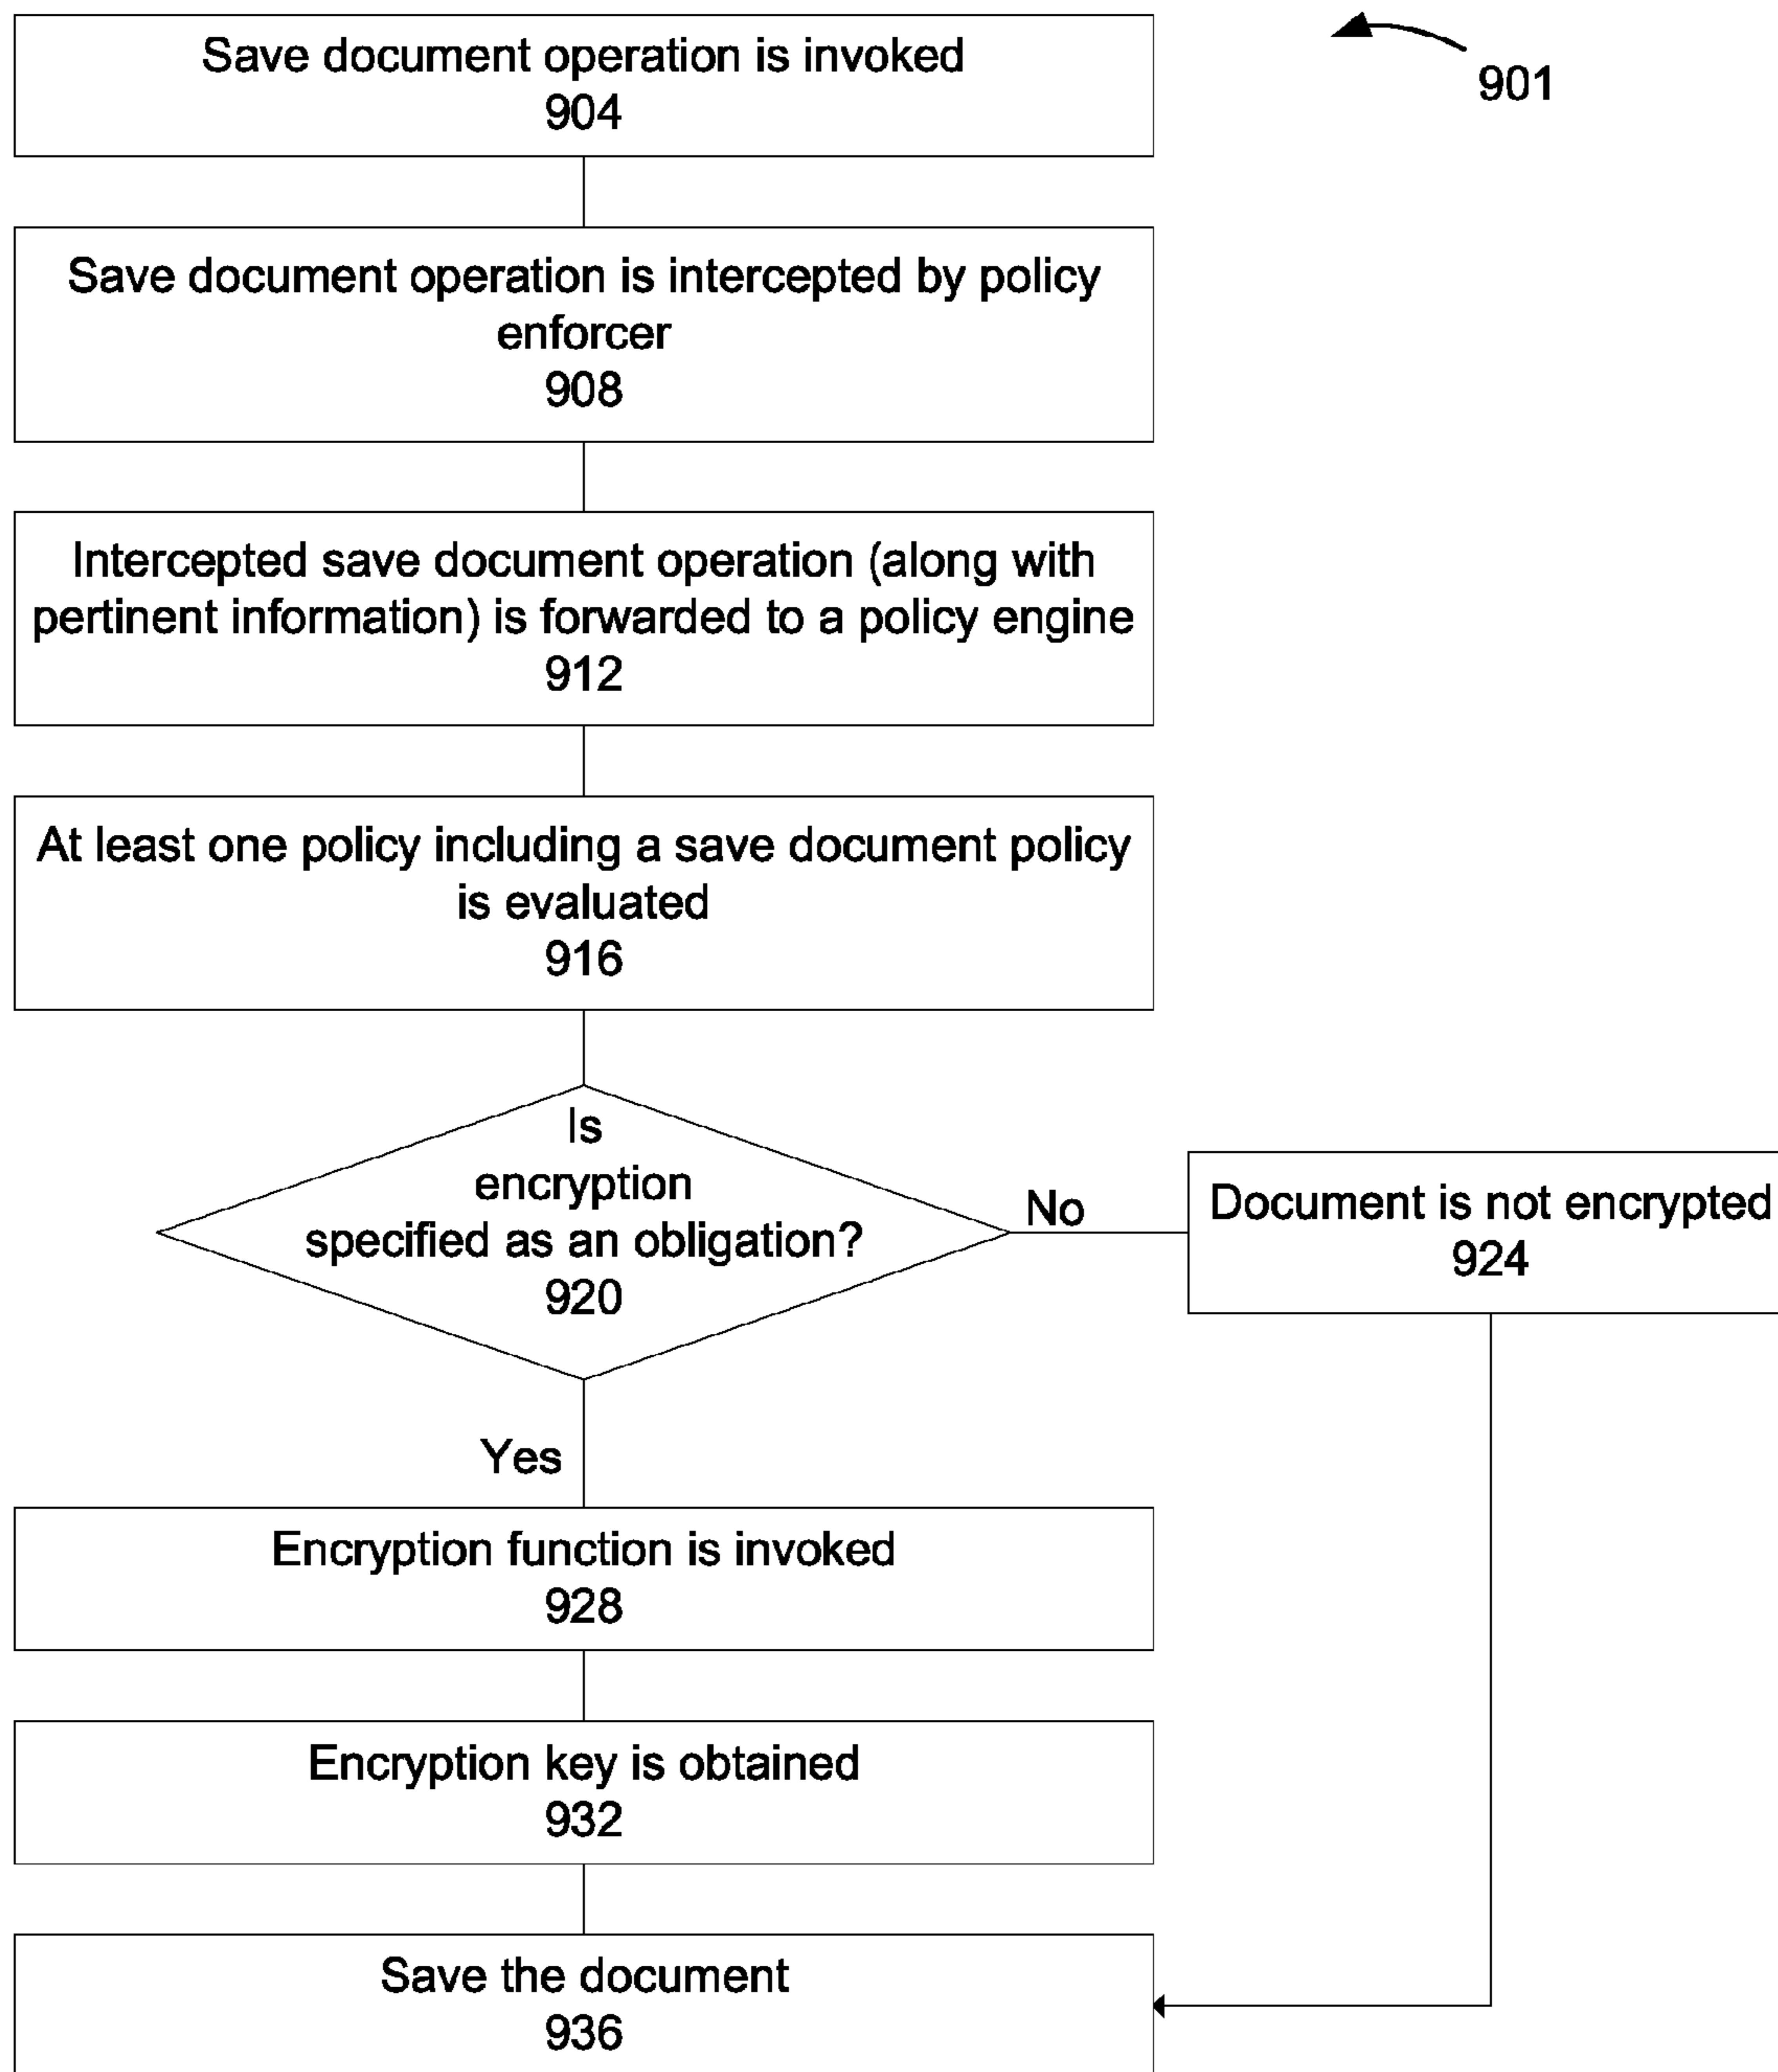 Save document operation is invoked
904
901
Save document operation is intercepted by policy
enforcer
908
Intercepted save document operation (along with
pertinent information) is forwarded to a policy engine
912
At least one policy including a save document policy
is evaluated
916
Is
encryption
specified as an obligation?
920
No
Document is not encrypted
924
Yes
Encryption function is invoked
928
Encryption key is obtained
932
Save the document
936